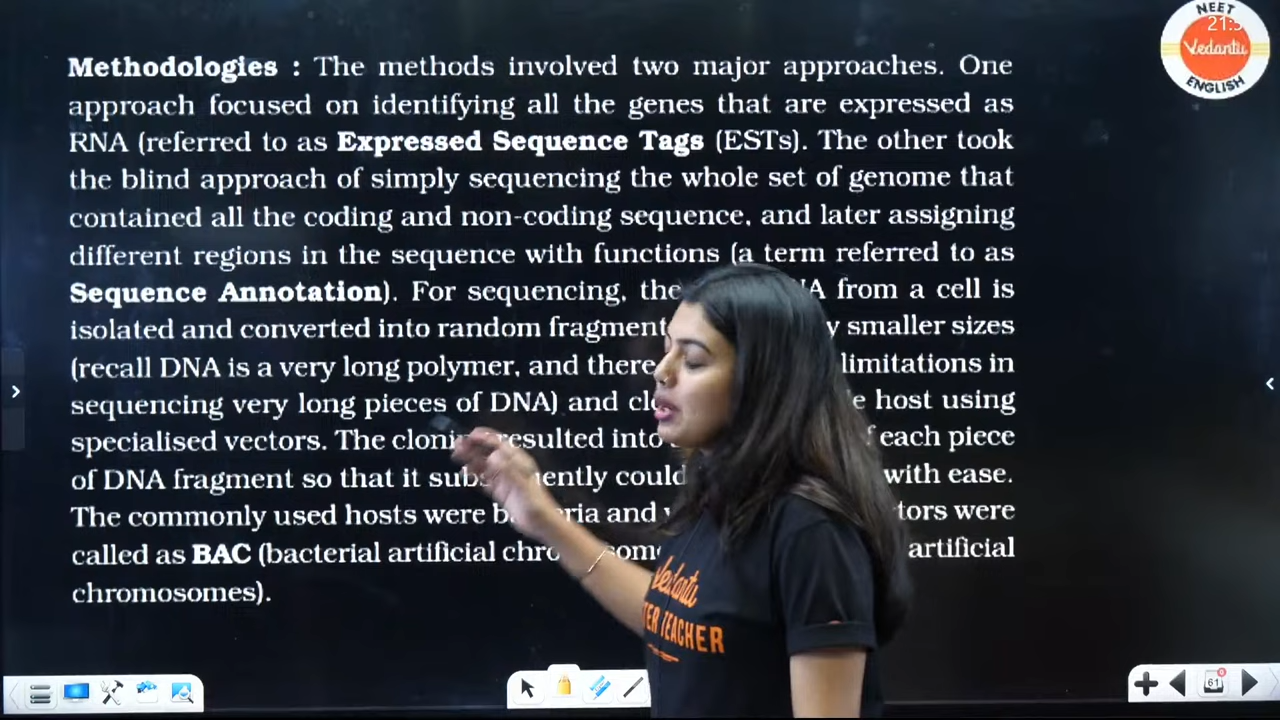 Methodologies : The methods involved two major approaches. One
approach focused on identifying all the genes that are expressed as
RNA (referred to as Expressed Sequence Tags (ESTs). The other took
the blind approach of simply sequencing the whole set of genome that
contained all the coding and non-coding sequence, and later assigning
different regions in the sequence with functions (a term referred to as
Sequence Annotation). For sequencing, the A from a cell is
isolated and converted into random fragment y smaller sizes
(recall DNA is a very long polymer, and there limitations in
sequencing very long pieces of DNA) and cl e host using
specialised vectors. The resulted into each piece
of DNA fragment so that it could with ease.
The commonly used hosts were and tors were
called as BAC (bacterial artificial artificial
chromosomes).
NEET
21:
Vedantu
ENGLISH
Vedantu
TER TEACHER
61